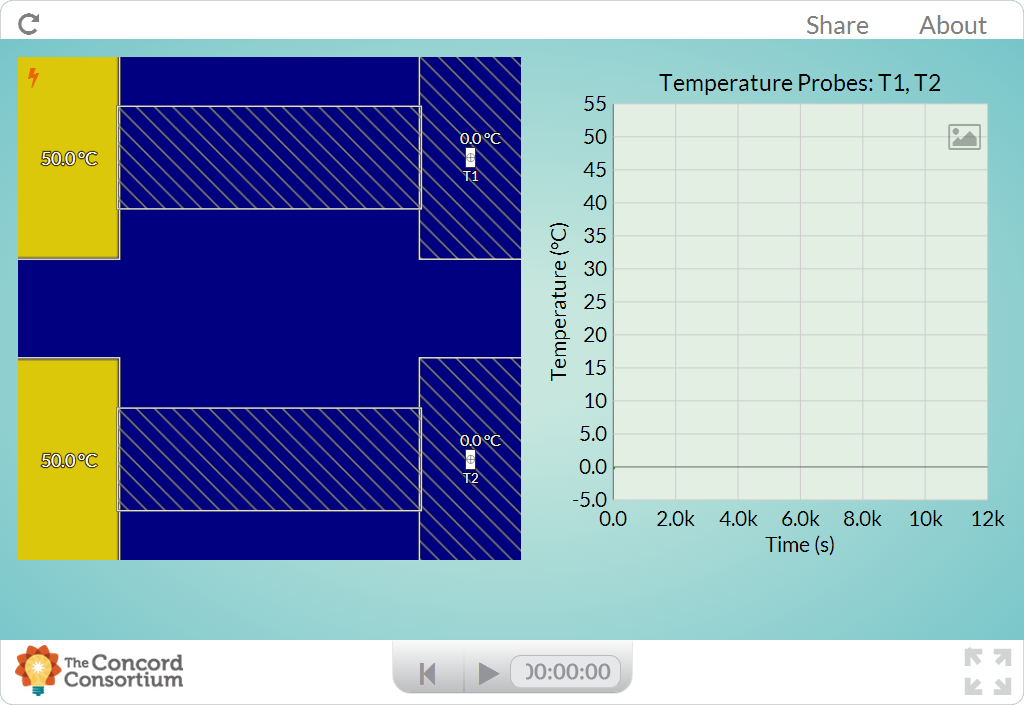 Share About
50.0 °C
0.0 °C
T1
50.0 °C
0.0 °C
T2
Temperature Probes: T1, T2
55
50
45
40
35
30
25
20
15
10
5.0
0.0
-5.0
Temperature (°C)
0.0 2.0k 4.0k 6.0k 8.0k 10k 12k
Time (s)
The Concord
Consortium
00:00:00